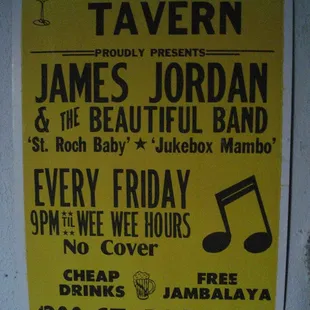 TAVERN
PROUDLY PRESENTS
JAMES JORDAN
& THE BEAUTIFUL BAND
'St. Roch Baby' ★ 'Jukebox Mambo'
EVERY FRIDAY
9PM 'TIL WEE WEE HOURS
No Cover
CHEAP DRINKS
FREE JAMBALAYA